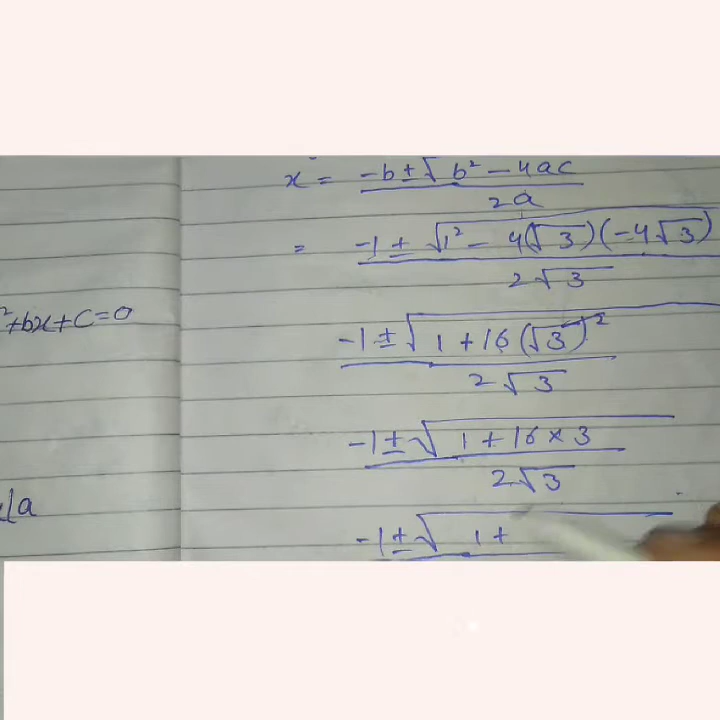 x = -b ± √b² - 4ac
2a
= -1 ± √1² - 4(√3)(-4√3)
2√3
²+bx+c=0
-1 ± √1 + 16(√3)²
2√3
-1 ± √1 + 16 × 3
2√3
/a
-1 ± √1 +